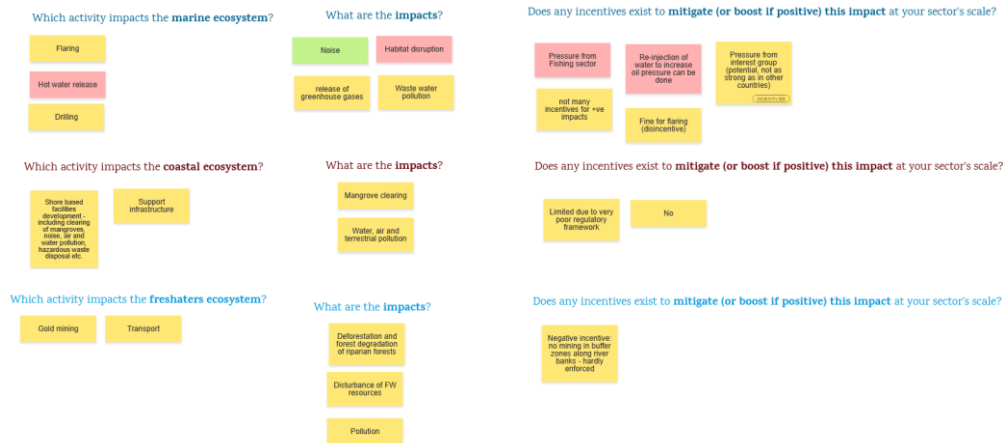 Which activity impacts the marine ecosystem?
What are the impacts?
Does any incentives exist to mitigate (or boost if positive) this impact at your sector's scale?
Flaring
Hot water release
Drilling
Noise
Habitat disruption
release of
greenhouse gases
Waste water
pollution
Pressure from
Fishing sector
Re-injection of
water to increase
oil pressure can be
done
Pressure from
interest group
(potential, not as
strong as in other
countries)
INCENTIVES
not many
incentives for +ve
impacts
Fine for flaring
(disincentive)
Which activity impacts the coastal ecosystem?
What are the impacts?
Does any incentives exist to mitigate (or boost if positive) this impact at your sector's scale?
Shore based
facilities
development -
including clearing
of mangroves,
noise, air and
water pollution,
hazardous waste
disposal etc.
Support
infrastructure
Mangrove clearing
Water, air and
terrestrial pollution
Limited due to very
poor regulatory
framework
No
Which activity impacts the freshaters ecosystem?
What are the impacts?
Does any incentives exist to mitigate (or boost if positive) this impact at your sector's scale?
Gold mining
Transport
Deforestation and
forest degradation
of riparian forests
Disturbance of FW
resources
Pollution
Negative incentive:
no mining in buffer
zones along river
banks - hardly
enforced